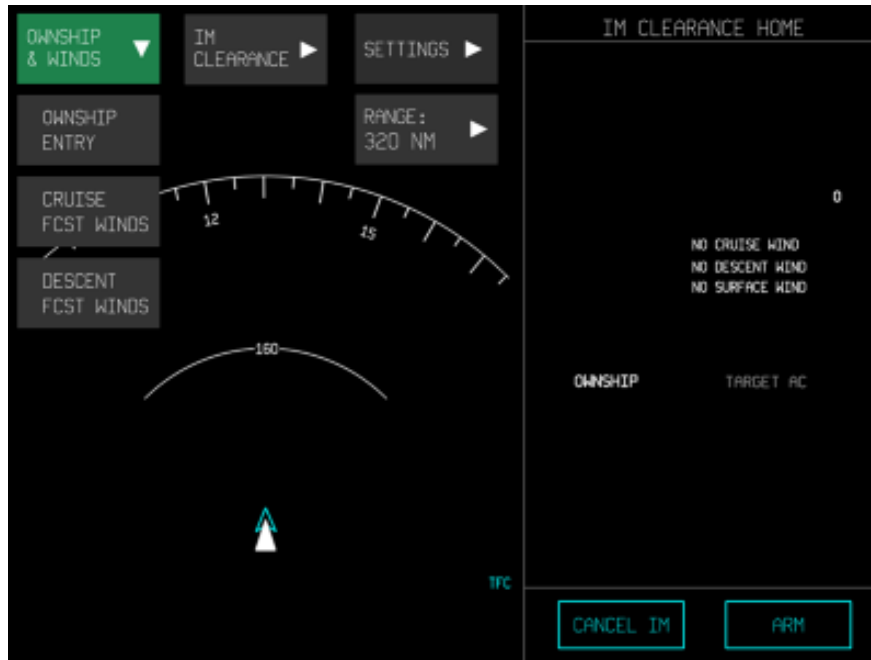 OWNSHIP
& WINDS
IM
CLEARANCE
SETTINGS
OWNSHIP
ENTRY
RANGE:
320 NM
CRUISE
FCST WINDS
DESCENT
FCST WINDS
12
15
160
TFC
IM CLEARANCE HOME
0
NO CRUISE WIND
NO DESCENT WIND
NO SURFACE WIND
OWNSHIP TARGET AC
CANCEL IM ARM